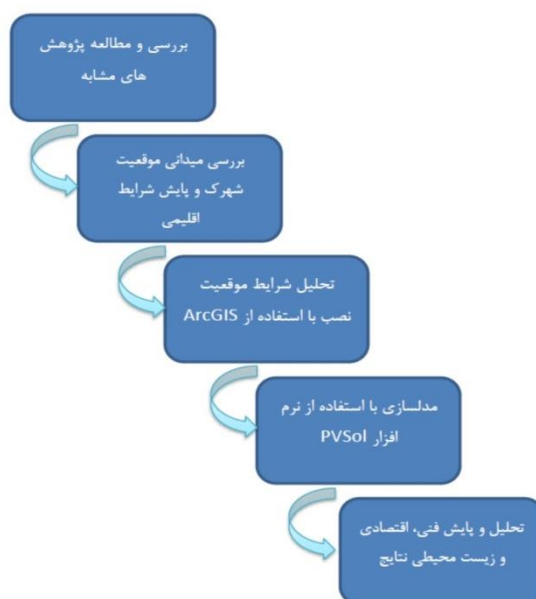 بررسی و مطالعه پژوهش
های مشابه
بررسی میدانی موقعیت
شهرک و پایش شرایط
اقلیمی
تحلیل شرایط موقعیت
نصب با استفاده از ArcGIS
مدلسازی با استفاده از نرم
افزار PVSol
تحلیل و پایش فنی، اقتصادی
و زیست محیطی نتایج